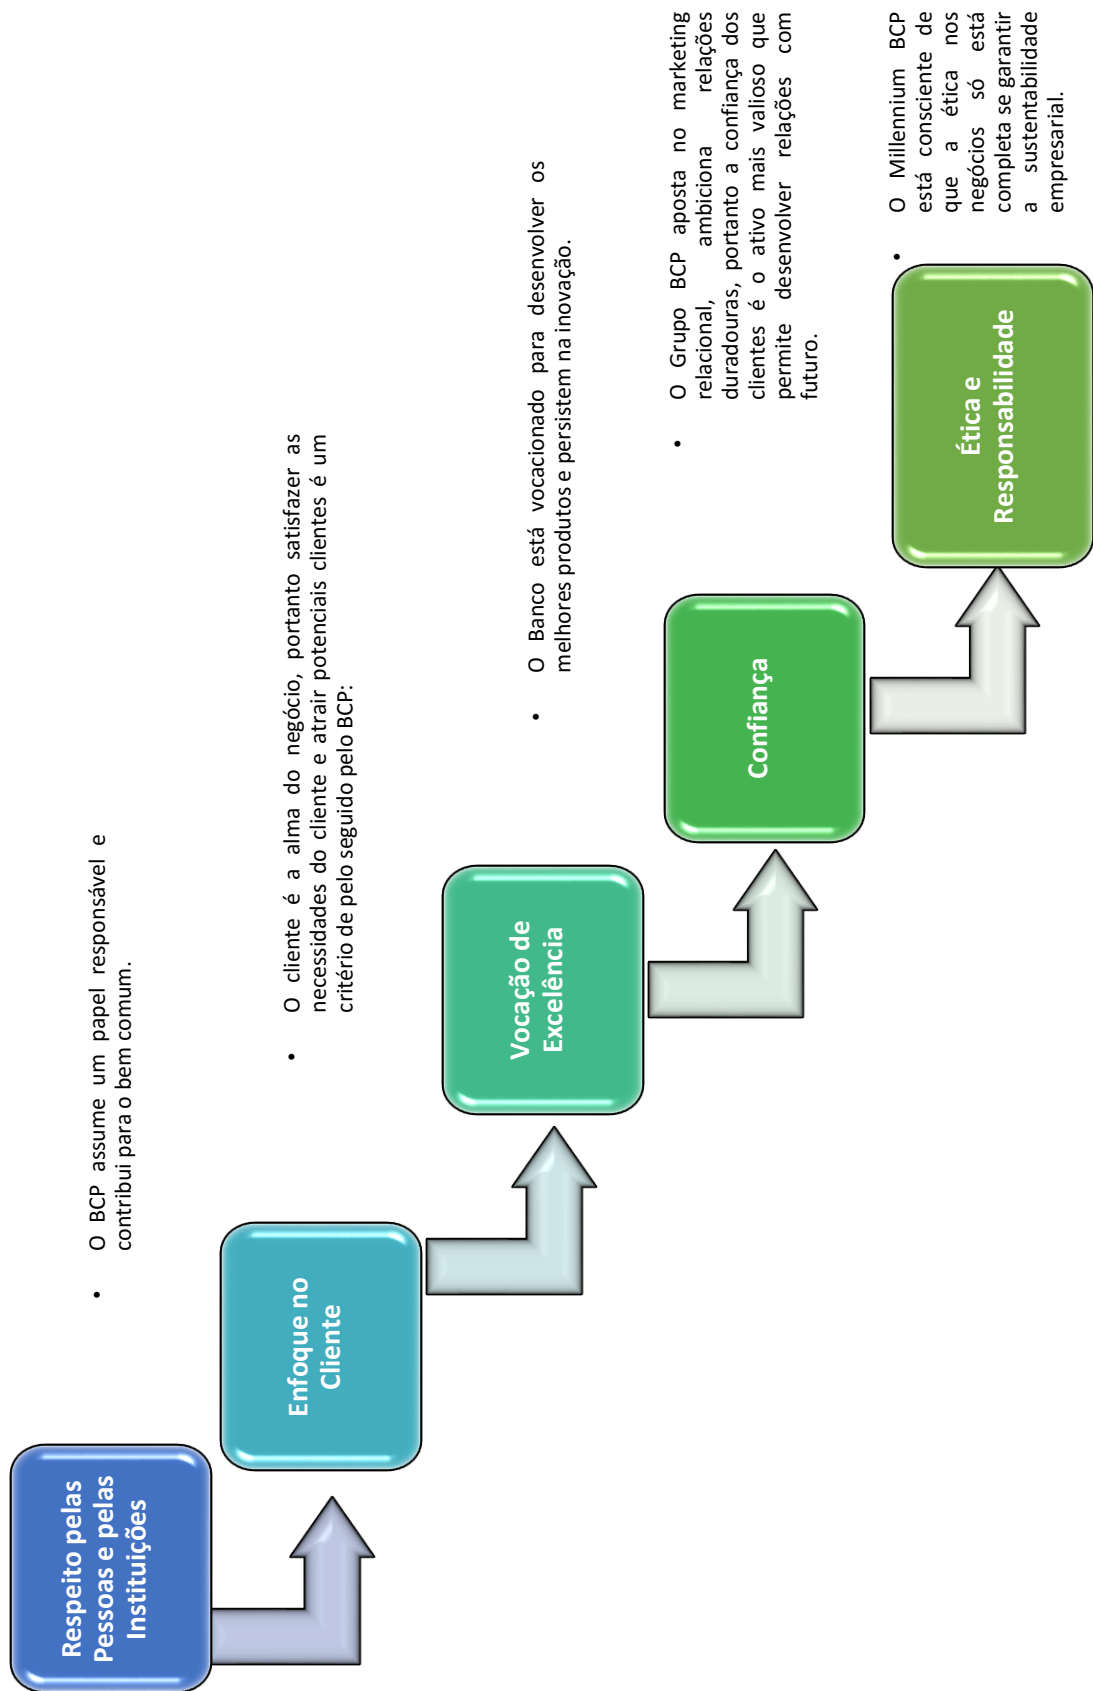 Respeito pelas
Pessoas e pelas
Instituições
• O BCP assume um papel responsável e
contribui para o bem comum.
Enfoque no
Cliente
• O cliente é a alma do negócio, portanto satisfazer as
necessidades do cliente e atrair potenciais clientes é um
critério de pelo seguido pelo BCP:
Vocação de
Excelência
• O Banco está vocacionado para desenvolver os
melhores produtos e persistem na inovação.
Confiança
• O Grupo BCP aposta no marketing
relacional, ambiciona relações
duradouras, portanto a confiança dos
clientes é o ativo mais valioso que
permite desenvolver relações com
futuro.
Ética e
Responsabilidade
• O Millennium BCP
está consciente de
que a ética nos
negócios só está
completa se garantir
a sustentabilidade
empresarial.